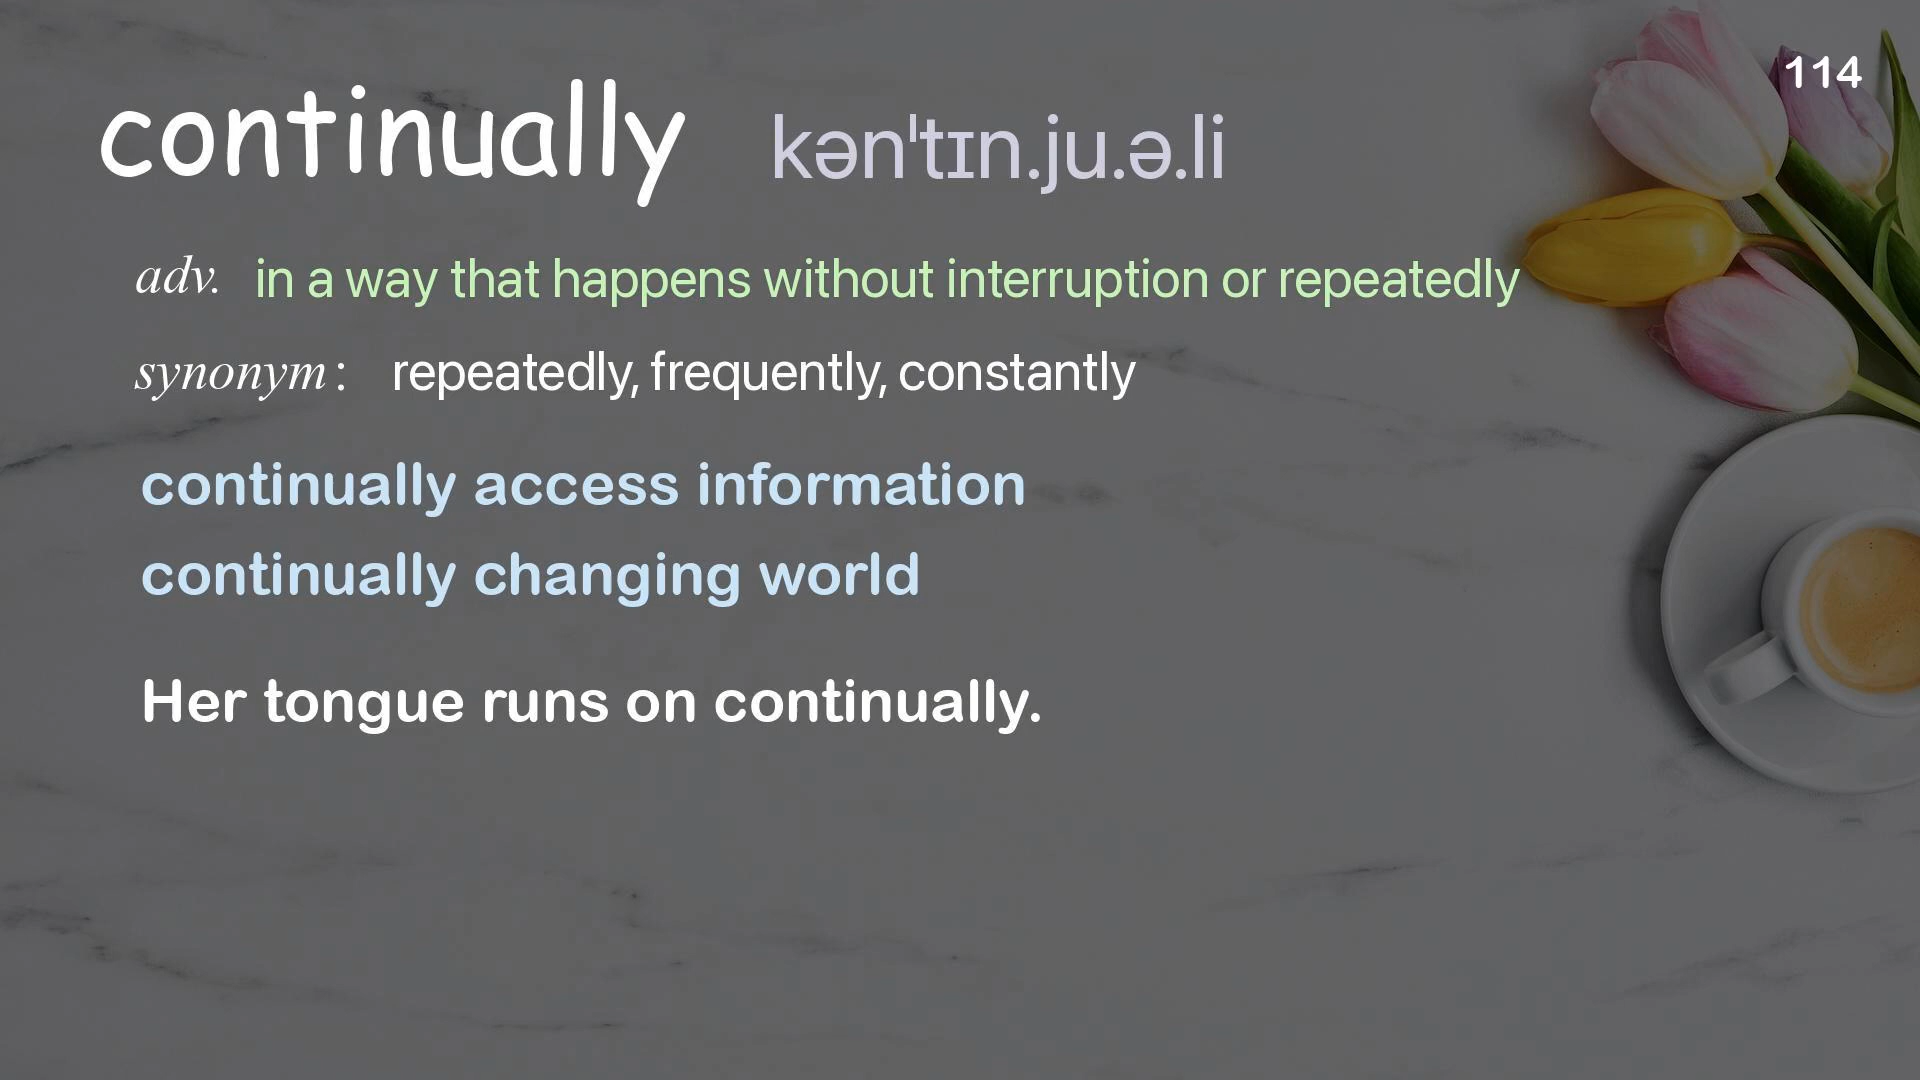 114
continually kən'tɪn.ju.ə.li
adv. in a way that happens without interruption or repeatedly
synonym : repeatedly, frequently, constantly
continually access information
continually changing world
Her tongue runs on continually.